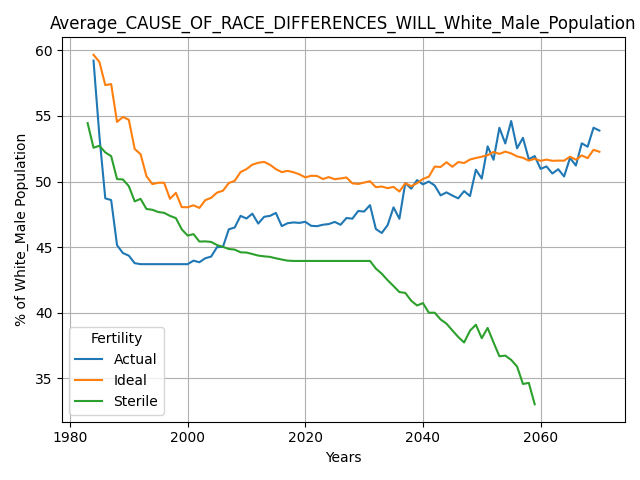 Average_CAUSE_OF_RACE_DIFFERENCES_WILL_White_Male_Population
60
55
50
45
40
35
% of White_Male Population
Fertility
Actual
Ideal
Sterile
1980 2000 2020 2040 2060
Years